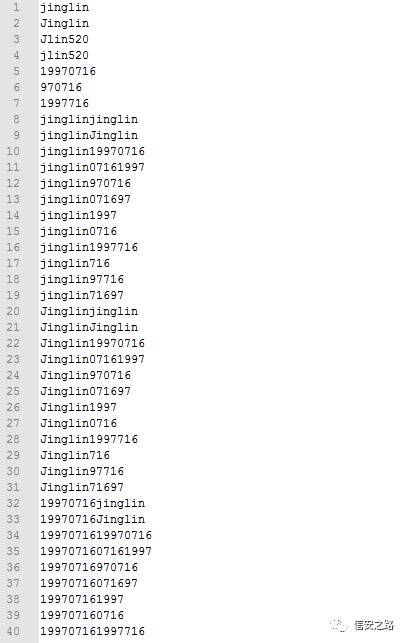 1 jinglin
2 Jinglin
3 Jlin520
4 jlin520
5 19970716
6 970716
7 1997716
8 jinglinjinglin
9 jinglinJinglin
10 jinglin19970716
11 jinglin07161997
12 jinglin970716
13 jinglin071697
14 jinglin1997
15 jinglin0716
16 jinglin1997716
17 jinglin716
18 jinglin97716
19 jinglin71697
20 Jinglinjinglin
21 JinglinJinglin
22 Jinglin19970716
23 Jinglin07161997
24 Jinglin970716
25 Jinglin071697
26 Jinglin1997
27 Jinglin0716
28 Jinglin1997716
29 Jinglin716
30 Jinglin97716
31 Jinglin71697
32 19970716jinglin
33 19970716Jinglin
34 1997071619970716
35 1997071607161997
36 19970716970716
37 19970716071697
38 199707161997
39 199707160716
40 199707161997716
信安之路